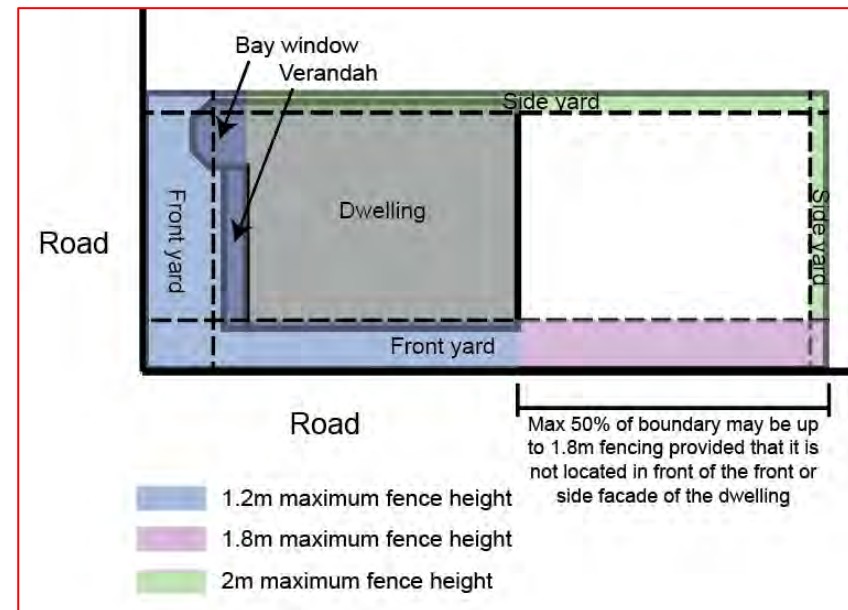 Bay window
Verandah
Side yard
Front yard
Dwelling
Side yard
Road
Front yard
Road
Max 50% of boundary may be up
to 1.8m fencing provided that it is
not located in front of the front or
side facade of the dwelling
1.2m maximum fence height
1.8m maximum fence height
2m maximum fence height